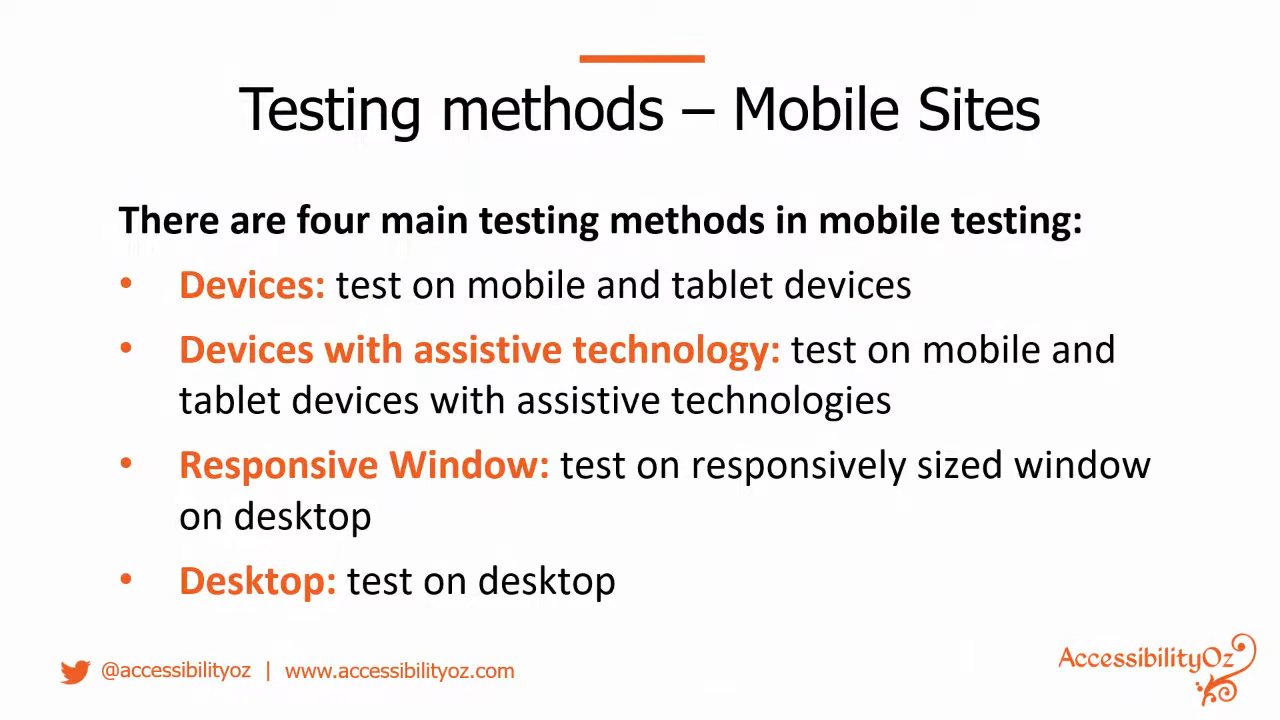 Testing methods – Mobile Sites
There are four main testing methods in mobile testing:
• Devices: test on mobile and tablet devices
• Devices with assistive technology: test on mobile and
tablet devices with assistive technologies
• Responsive Window: test on responsively sized window
on desktop
• Desktop: test on desktop
@accessibilityoz | www.accessibilityoz.com
AccessibilityOz